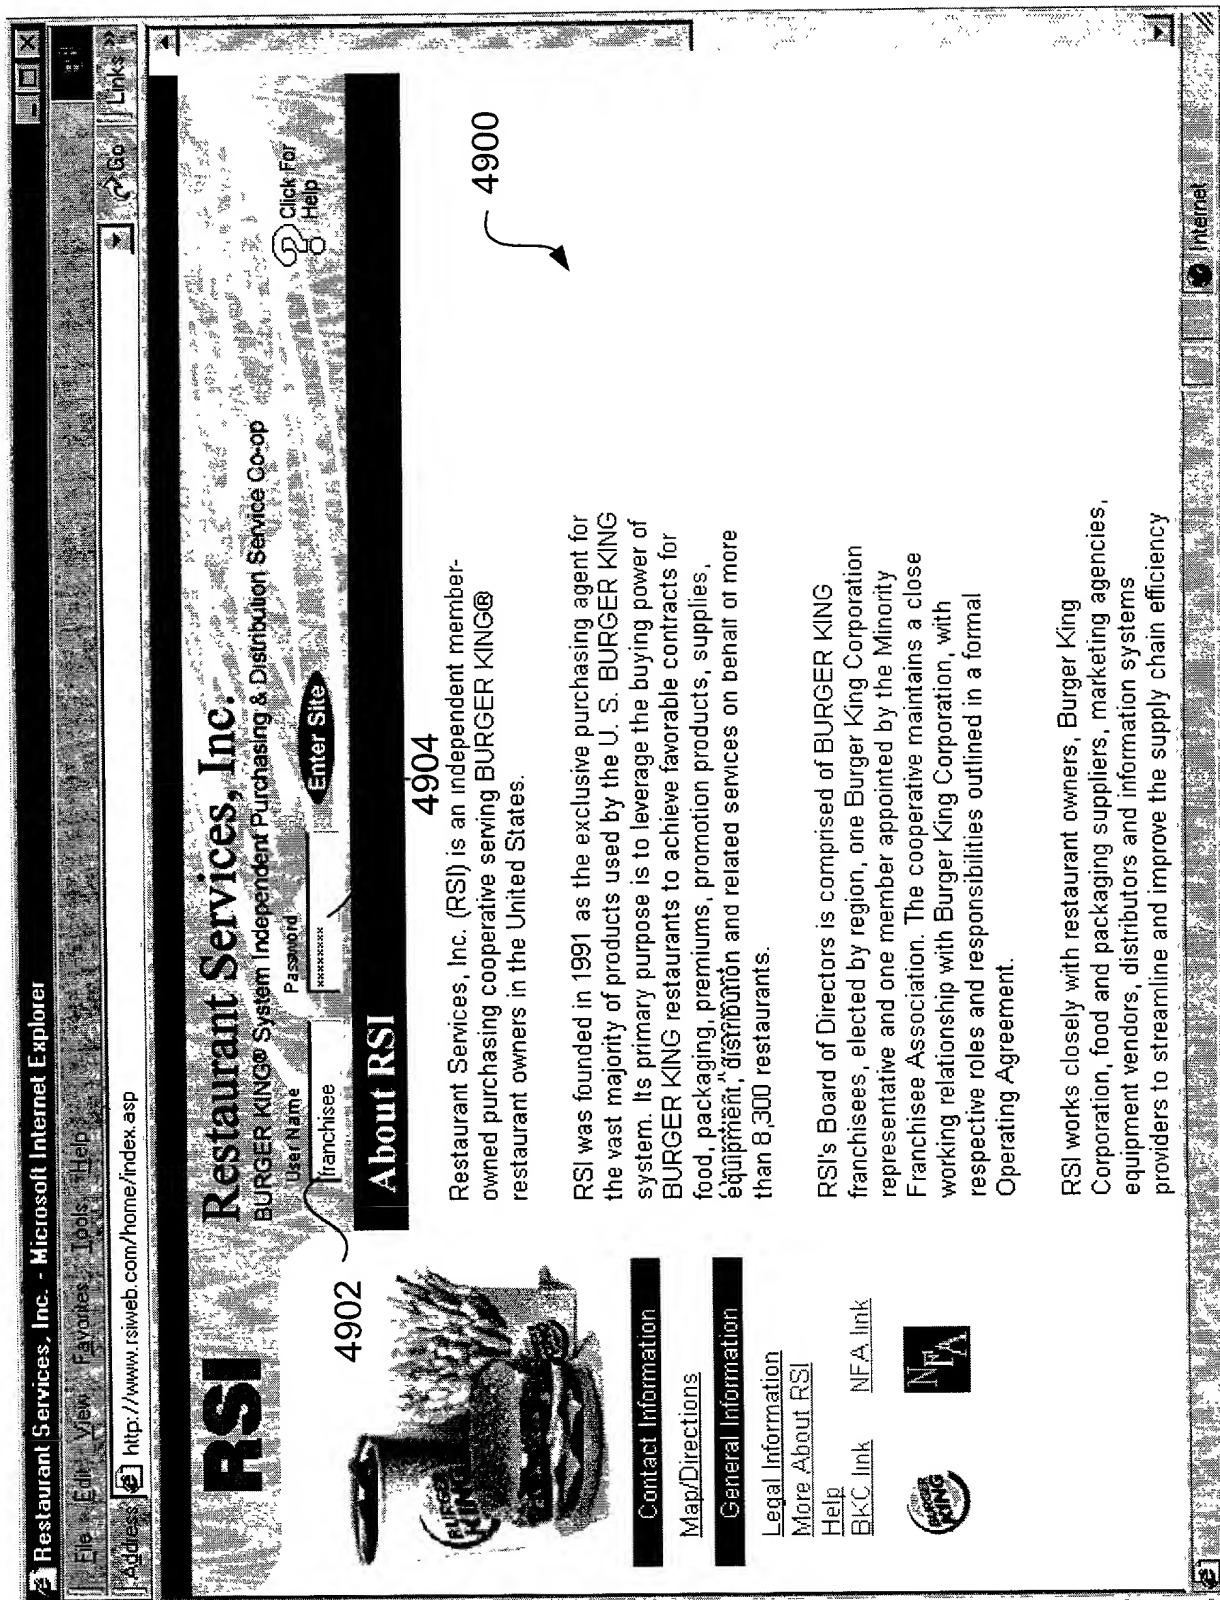 Restaurant Services, Inc. - Microsoft Internet Explorer
File Edit View Favorites Tools Help
Address http://www.rsiweb.com/home/index.asp Go Links »
RSI
Restaurant Services, Inc.
BURGER KING® System Independent Purchasing & Distribution Service Co-op
User Name Password
franchisee xxxxxxxx Enter Site
Click For
Help
4902
4904
4900
About RSI
BURGER
KING
Contact Information
Map/Directions
General Information
Legal Information
More About RSI
Help
BKC link NFA link
BURGER
KING
NFA
Restaurant Services, Inc. (RSI) is an independent member-
owned purchasing cooperative serving BURGER KING®
restaurant owners in the United States.
RSI was founded in 1991 as the exclusive purchasing agent for
the vast majority of products used by the U. S. BURGER KING
system. Its primary purpose is to leverage the buying power of
BURGER KING restaurants to achieve favorable contracts for
food, packaging, premiums, promotion products, supplies,
equipment, distribution and related services on behalf of more
than 8,300 restaurants.
RSI's Board of Directors is comprised of BURGER KING
franchisees, elected by region, one Burger King Corporation
representative and one member appointed by the Minority
Franchisee Association. The cooperative maintains a close
working relationship with Burger King Corporation, with
respective roles and responsibilities outlined in a formal
Operating Agreement.
RSI works closely with restaurant owners, Burger King
Corporation, food and packaging suppliers, marketing agencies,
equipment vendors, distributors and information systems
providers to streamline and improve the supply chain efficiency
Internet